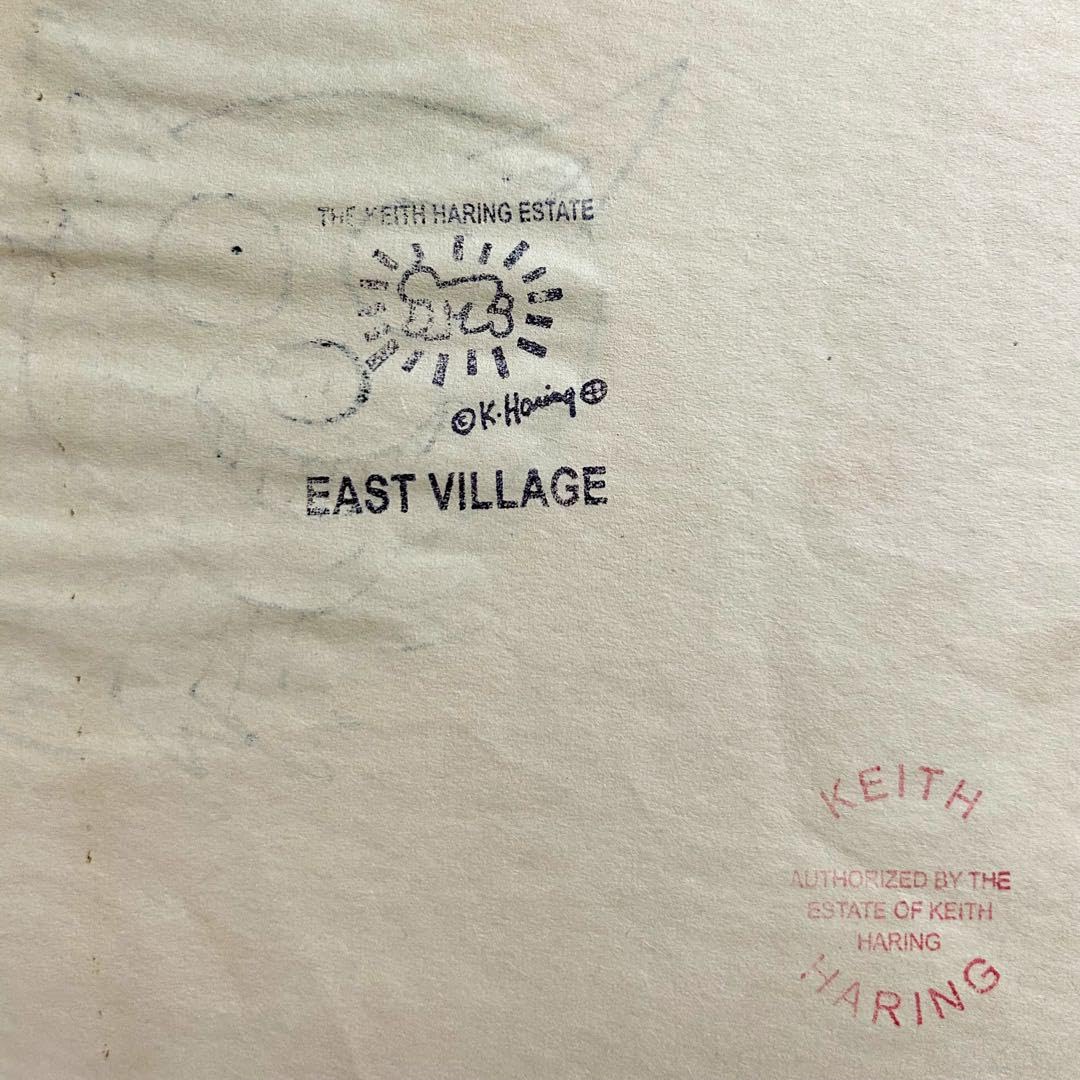 THE KEITH HARING ESTATE
© K. Haring ⊕
EAST VILLAGE
KEITH
AUTHORIZED BY THE
ESTATE OF KEITH
HARING
HARING